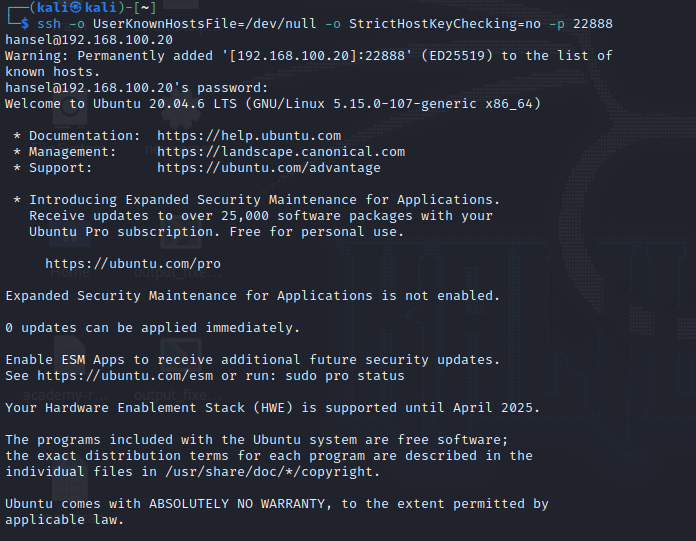 ┌──(kali㉿kali)-[~]
└─$ ssh -o UserKnownHostsFile=/dev/null -o StrictHostKeyChecking=no -p 22888
hansel@192.168.100.20
Warning: Permanently added '[192.168.100.20]:22888' (ED25519) to the list of
known hosts.
hansel@192.168.100.20's password:
Welcome to Ubuntu 20.04.6 LTS (GNU/Linux 5.15.0-107-generic x86_64)

 * Documentation:  https://help.ubuntu.com
 * Management:     https://landscape.canonical.com
 * Support:        https://ubuntu.com/advantage

 * Introducing Expanded Security Maintenance for Applications.
   Receive updates to over 25,000 software packages with your
   Ubuntu Pro subscription. Free for personal use.

     https://ubuntu.com/pro

Expanded Security Maintenance for Applications is not enabled.

0 updates can be applied immediately.

Enable ESM Apps to receive additional future security updates.
See https://ubuntu.com/esm or run: sudo pro status

Your Hardware Enablement Stack (HWE) is supported until April 2025.

The programs included with the Ubuntu system are free software;
the exact distribution terms for each program are described in the
individual files in /usr/share/doc/*/copyright.

Ubuntu comes with ABSOLUTELY NO WARRANTY, to the extent permitted by
applicable law.